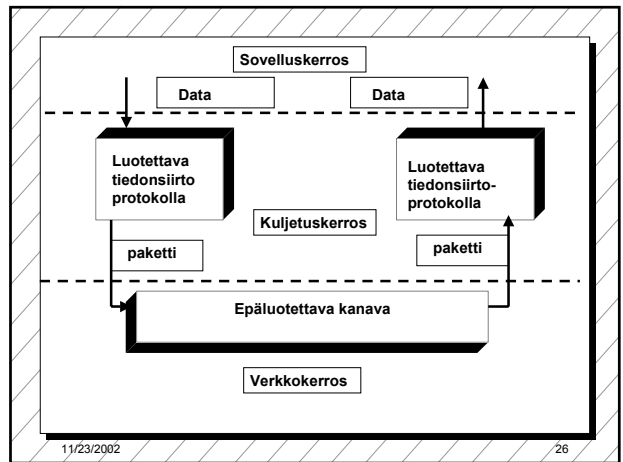 Sovelluskerros
Data
Data
Luotettava
tiedonsiirto
protokolla
Luotettava
tiedonsiirto-
protokolla
Kuljetuskerros
paketti
paketti
Epäluotettava kanava
Verkkokerros
11/23/2002
26